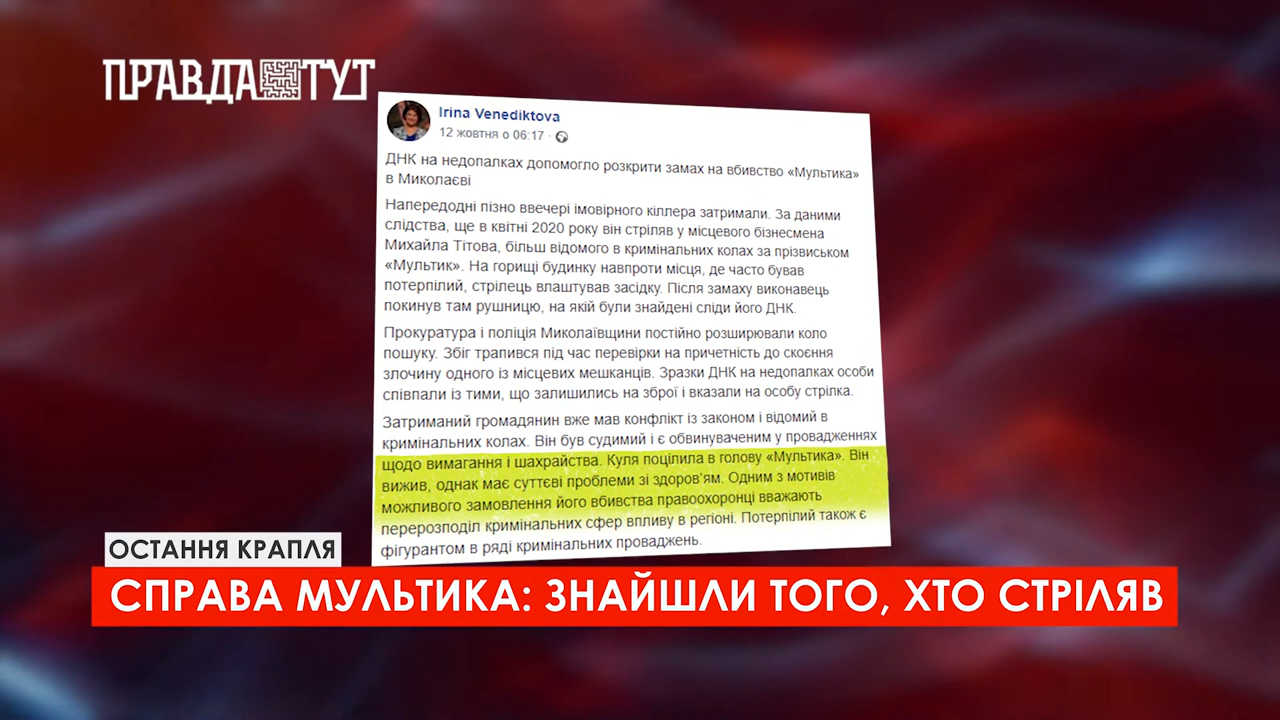 ПРАВДА ТУТ
Irina Venediktova
12 жовтня о 06:17 ·
ДНК на недопалках допомогло розкрити замах на вбивство «Мультика»
в Миколаєві
Напередодні пізно ввечері імовірного кіллера затримали. За даними
слідства, ще в квітні 2020 року він стріляв у місцевого бізнесмена
Михайла Тітова, більш відомого в кримінальних колах за прізвиськом
«Мультик». На горищі будинку навпроти місця, де часто бував
потерпілий, стрілець влаштував засідку. Після замаху виконавець
покинув там рушницю, на якій були знайдені сліди його ДНК.
Прокуратура і поліція Миколаївщини постійно розширювали коло
пошуку. Збіг трапився під час перевірки на причетність до скоєння
злочину одного із місцевих мешканців. Зразки ДНК на недопалках особи
співпали із тими, що залишились на зброї і вказали на особу стрілка.
Затриманий громадянин вже мав конфлікт із законом і відомий в
кримінальних колах. Він був судимий і є обвинуваченим у провадженнях
щодо вимагання і шахрайства. Куля поцілила в голову «Мультика». Він
вижив, однак має суттєві проблеми зі здоров'ям. Одним з мотивів
можливого замовлення його вбивства правоохоронці вважають
перерозподіл кримінальних сфер впливу в регіоні. Потерпілий також є
фігурантом в ряді кримінальних проваджень.
ОСТАННЯ КРАПЛЯ
СПРАВА МУЛЬТИКА: ЗНАЙШЛИ ТОГО, ХТО СТРІЛЯВ